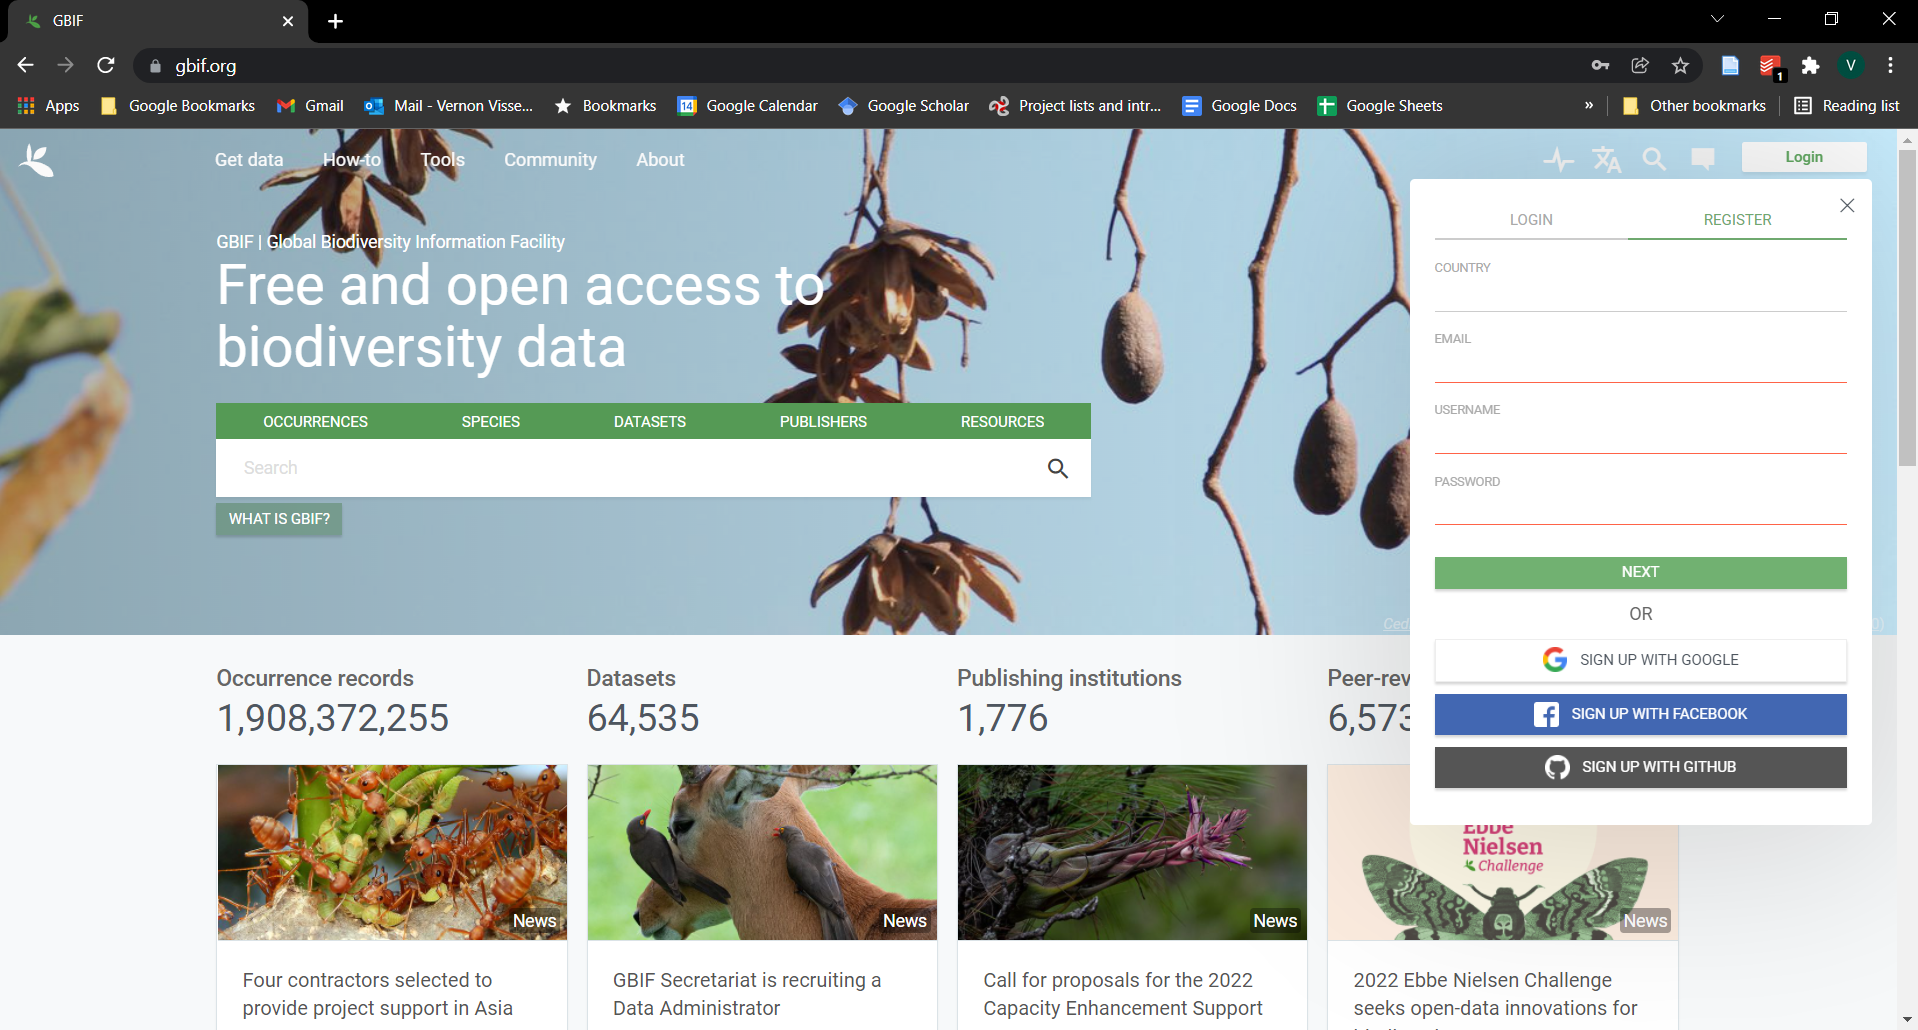 GBIF
gbif.org
1
V
Apps
Google Bookmarks
Gmail
Mail - Vernon Visse...
Bookmarks
14
Google Calendar
Google Scholar
Project lists and intr...
Google Docs
Google Sheets
»
Other bookmarks
Reading list
Get data
How-to
Tools
Community
About
Login
GBIF | Global Biodiversity Information Facility
Free and open access to
biodiversity data
OCCURRENCES
SPECIES
DATASETS
PUBLISHERS
RESOURCES
Search
WHAT IS GBIF?
LOGIN
REGISTER
COUNTRY
EMAIL
USERNAME
PASSWORD
NEXT
OR
SIGN UP WITH GOOGLE
SIGN UP WITH FACEBOOK
SIGN UP WITH GITHUB
Occurrence records
1,908,372,255
Datasets
64,535
Publishing institutions
1,776
Peer-rev
6,573
News
Four contractors selected to
provide project support in Asia
News
GBIF Secretariat is recruiting a
Data Administrator
News
Call for proposals for the 2022
Capacity Enhancement Support
Ebbe
Nielsen
Challenge
News
2022 Ebbe Nielsen Challenge
seeks open-data innovations for